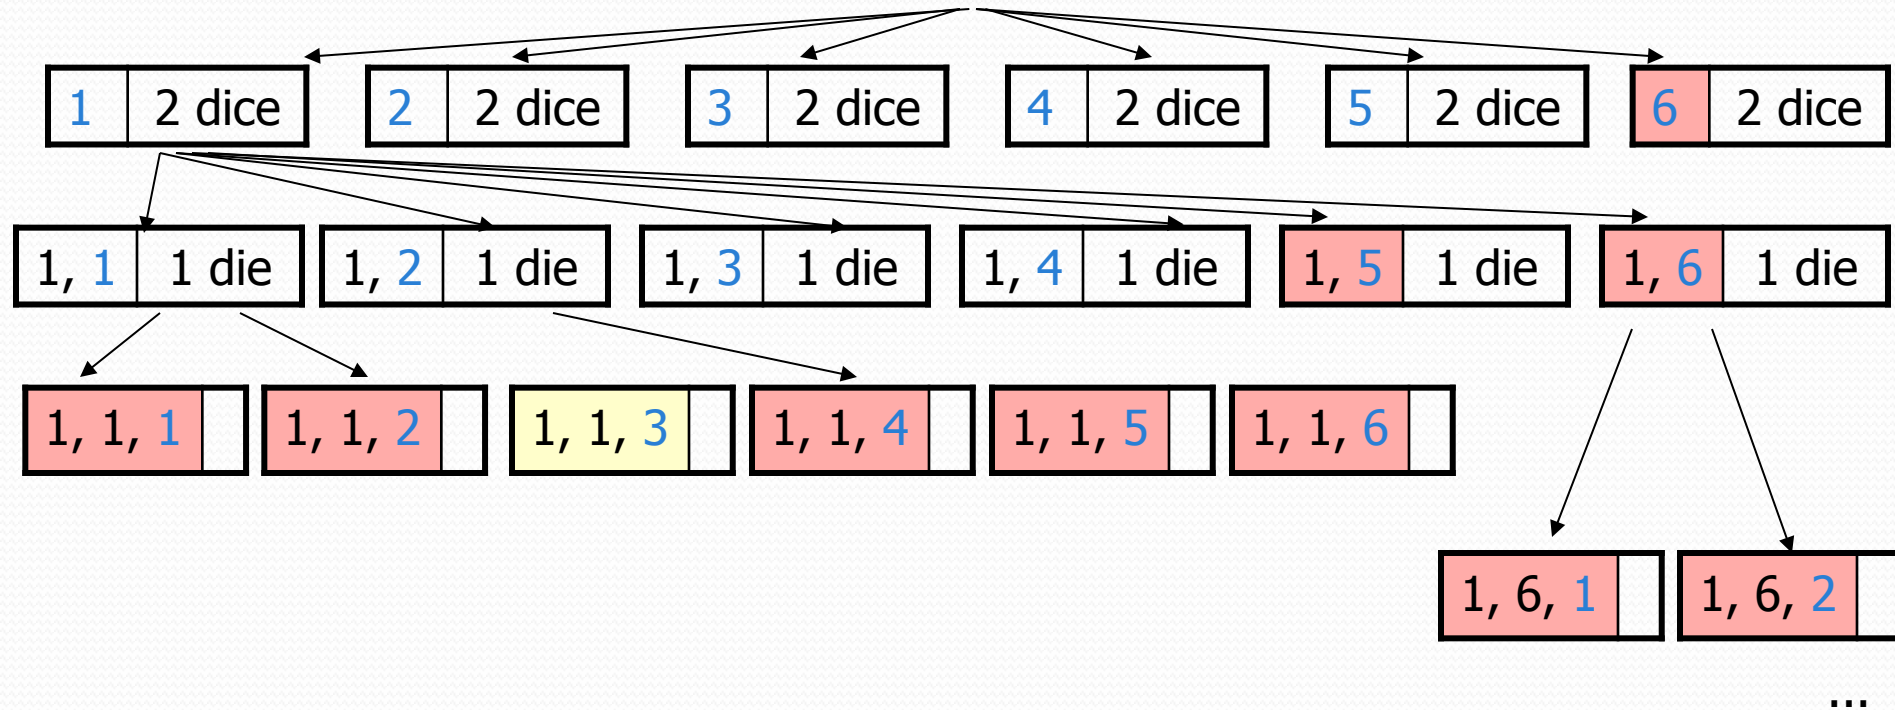 1 2 dice 2 2 dice 3 2 dice 4 2 dice 5 2 dice 6 2 dice
1, 1 1 die 1, 2 1 die 1, 3 1 die 1, 4 1 die 1, 5 1 die 1, 6 1 die
1, 1, 1 1, 1, 2 1, 1, 3 1, 1, 4 1, 1, 5 1, 1, 6
1, 6, 1 1, 6, 2
...